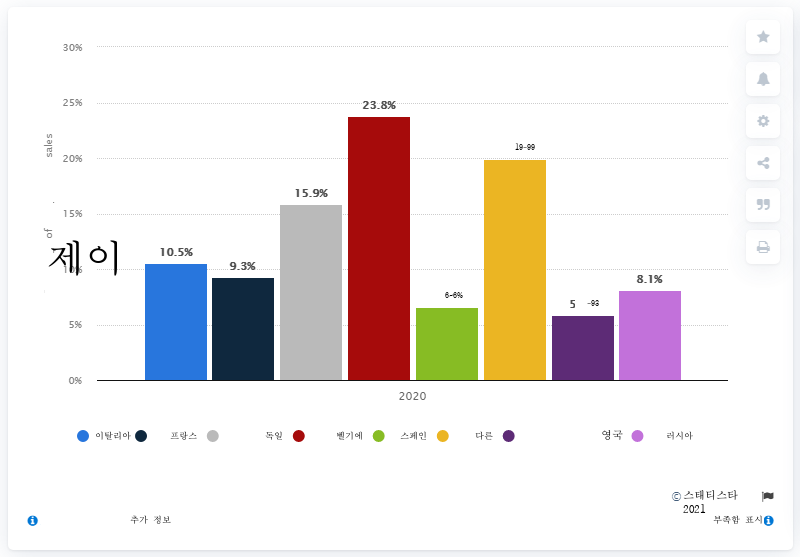 30%
25%
23.8%
sales
20%
19-99
15.9%
15%
of
제이
10.5%
9.3%
10%
6-6%
8.1%
5 -93
5%
0%
2020
이탈리아 프랑스 독일 벨기에 스페인 다른 영국 러시아
©스태티스타
2021
추가 정보 부족함 표시